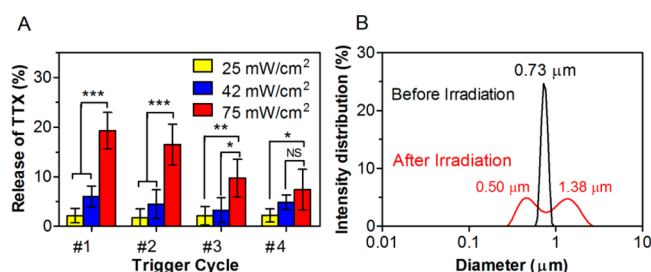 A
Release of TTX (%)
30
20
10
0
25 mW/cm²
42 mW/cm²
75 mW/cm²
***
***
**
*
*
NS
#1 #2 #3 #4
Trigger Cycle
B
Intensity distribution (%)
30
20
10
0
0.73 μm
Before Irradiation
After Irradiation
0.50 μm
1.38 μm
0.01 0.1 1 10
Diameter (μm)